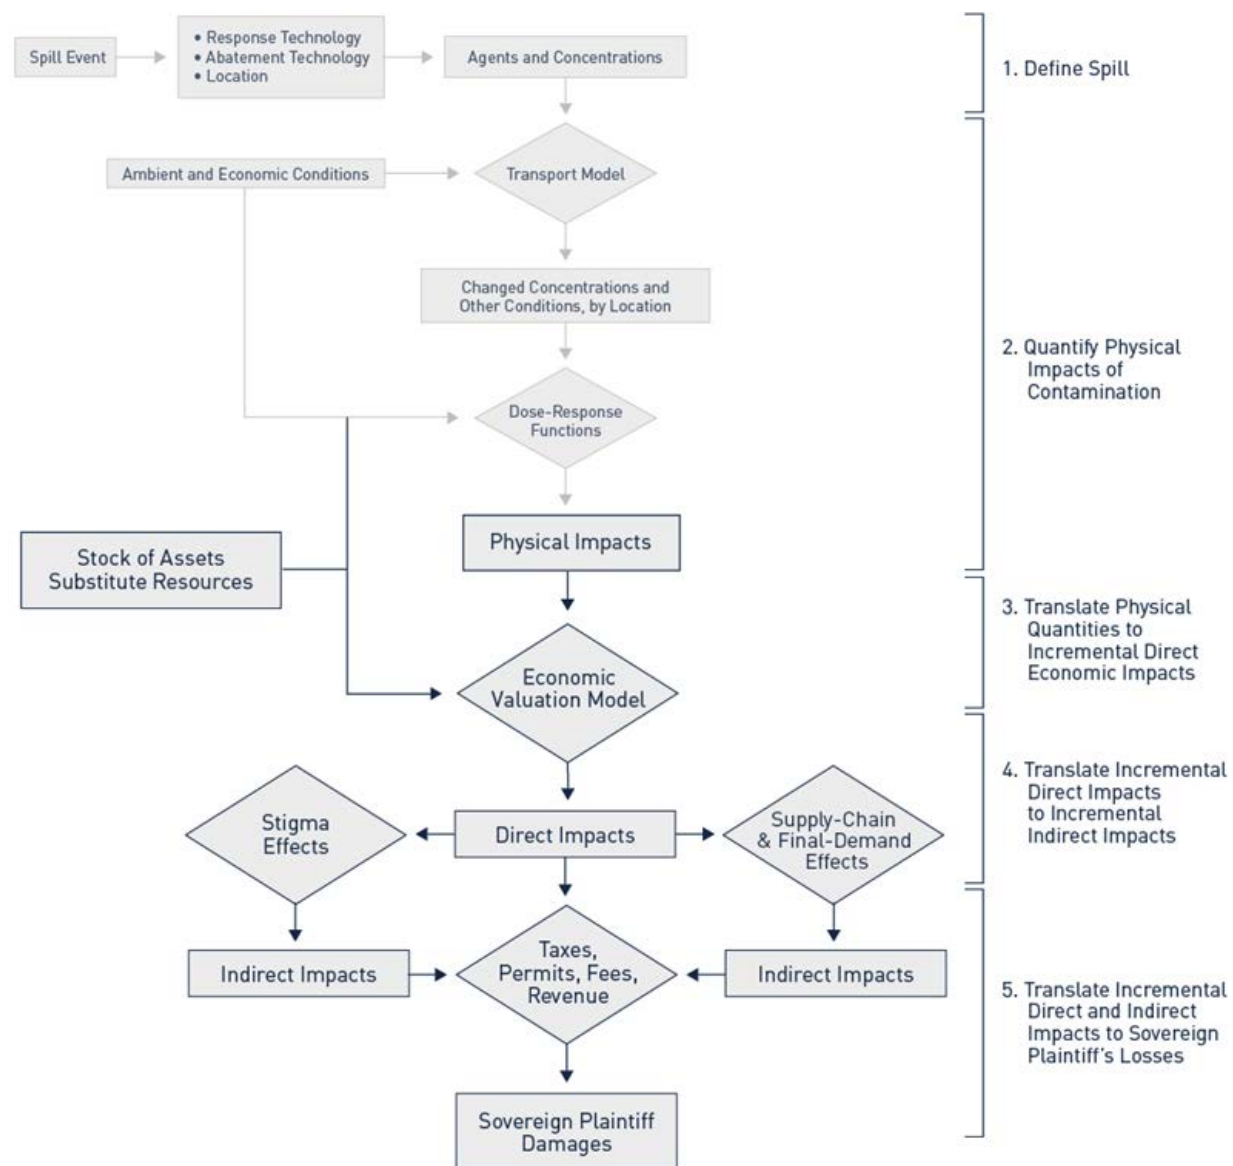 Spill Event
• Response Technology
• Abatement Technology
• Location
Agents and Concentrations
1. Define Spill
Ambient and Economic Conditions
Transport Model
Changed Concentrations and
Other Conditions, by Location
2. Quantify Physical
Impacts of
Contamination
Dose-Response
Functions
Physical Impacts
Stock of Assets
Substitute Resources
3. Translate Physical
Quantities to
Incremental Direct
Economic Impacts
Economic
Valuation Model
4. Translate Incremental
Direct Impacts
to Incremental
Indirect Impacts
Stigma
Effects
Direct Impacts
Supply-Chain
& Final-Demand
Effects
Indirect Impacts
Taxes,
Permits, Fees,
Revenue
Indirect Impacts
5. Translate Incremental
Direct and Indirect
Impacts to Sovereign
Plaintiff's Losses
Sovereign Plaintiff
Damages